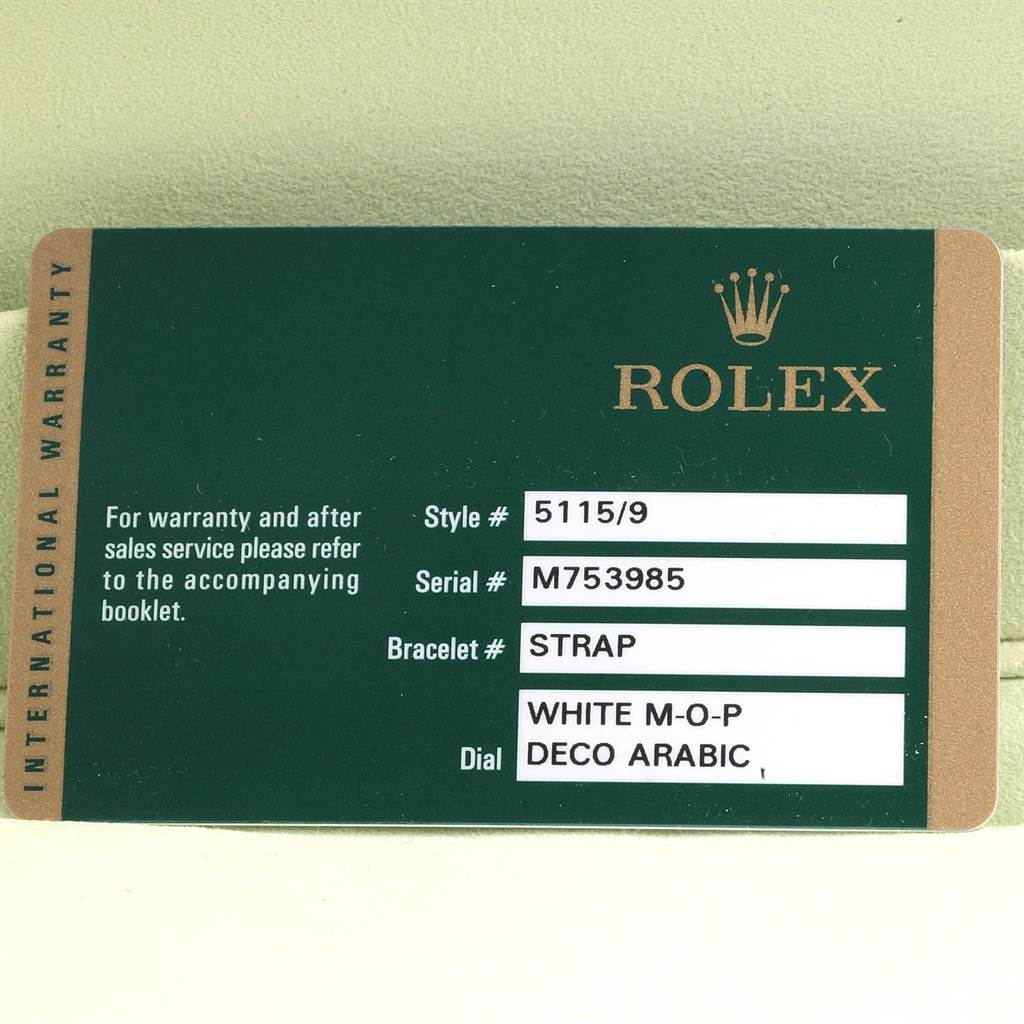 INTERNATIONAL WARRANTY
ROLEX
For warranty and after
sales service please refer
to the accompanying
booklet.
Style # 5115/9
Serial # M753985
Bracelet # STRAP
Dial WHITE M-O-P
DECO ARABIC